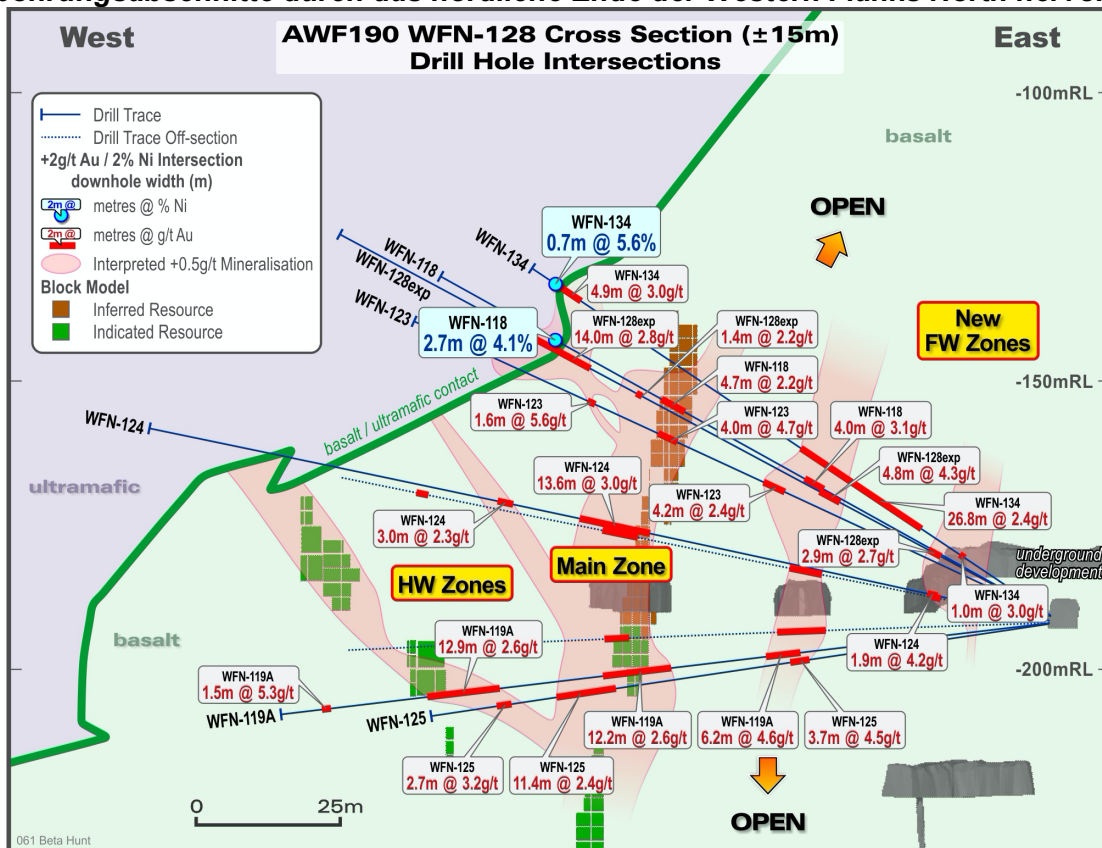 AWF190 WFN-128 Cross Section (±15m)
Drill Hole Intersections
West
East
-100mRL
-150mRL
-200mRL
Drill Trace
Drill Trace Off-section
+2g/t Au / 2% Ni Intersection
downhole width (m)
2m @
metres @ % Ni
2m @
metres @ g/t Au
Interpreted +0.5g/t Mineralisation
Block Model
Inferred Resource
Indicated Resource
basalt
OPEN
New
FW Zones
WFN-134
0.7m @ 5.6%
WFN-134
WFN-118
WFN-128exp
WFN-123
WFN-134
4.9m @ 3.0g/t
WFN-118
2.7m @ 4.1%
WFN-128exp
14.0m @ 2.8g/t
WFN-128exp
1.4m @ 2.2g/t
WFN-118
4.7m @ 2.2g/t
basalt / ultramafic contact
WFN-123
1.6m @ 5.6g/t
WFN-123
4.0m @ 4.7g/t
WFN-118
4.0m @ 3.1g/t
WFN-124
WFN-128exp
4.8m @ 4.3g/t
ultramafic
WFN-124
13.6m @ 3.0g/t
WFN-123
4.2m @ 2.4g/t
WFN-134
26.8m @ 2.4g/t
WFN-124
3.0m @ 2.3g/t
WFN-128exp
2.9m @ 2.7g/t
underground
development
HW Zones
Main Zone
WFN-134
1.0m @ 3.0g/t
basalt
WFN-119A
12.9m @ 2.6g/t
WFN-124
1.9m @ 4.2g/t
WFN-119A
1.5m @ 5.3g/t
WFN-119A
WFN-125
WFN-119A
12.2m @ 2.6g/t
WFN-119A
6.2m @ 4.6g/t
WFN-125
3.7m @ 4.5g/t
WFN-125
2.7m @ 3.2g/t
WFN-125
11.4m @ 2.4g/t
0
25m
OPEN
061 Beta Hunt